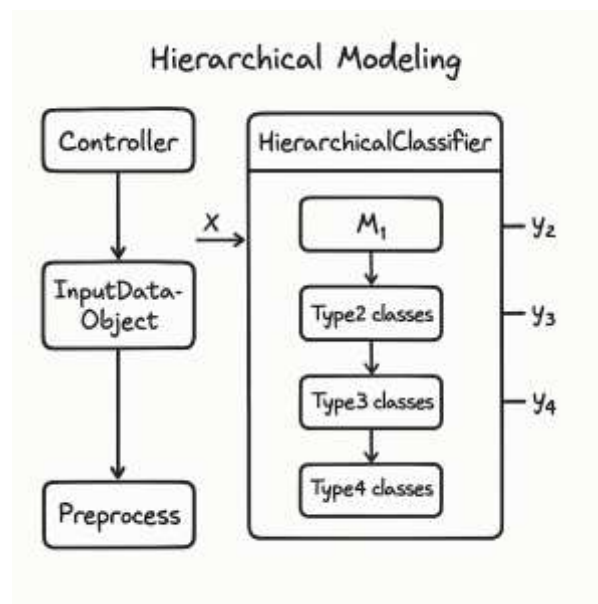 Hierarchical Modeling
Controller
InputData-
Object
Preprocess
X
HierarchicalClassifier
M₁
Type2 classes
Type3 classes
Type4 classes
y₂
y₃
y₄